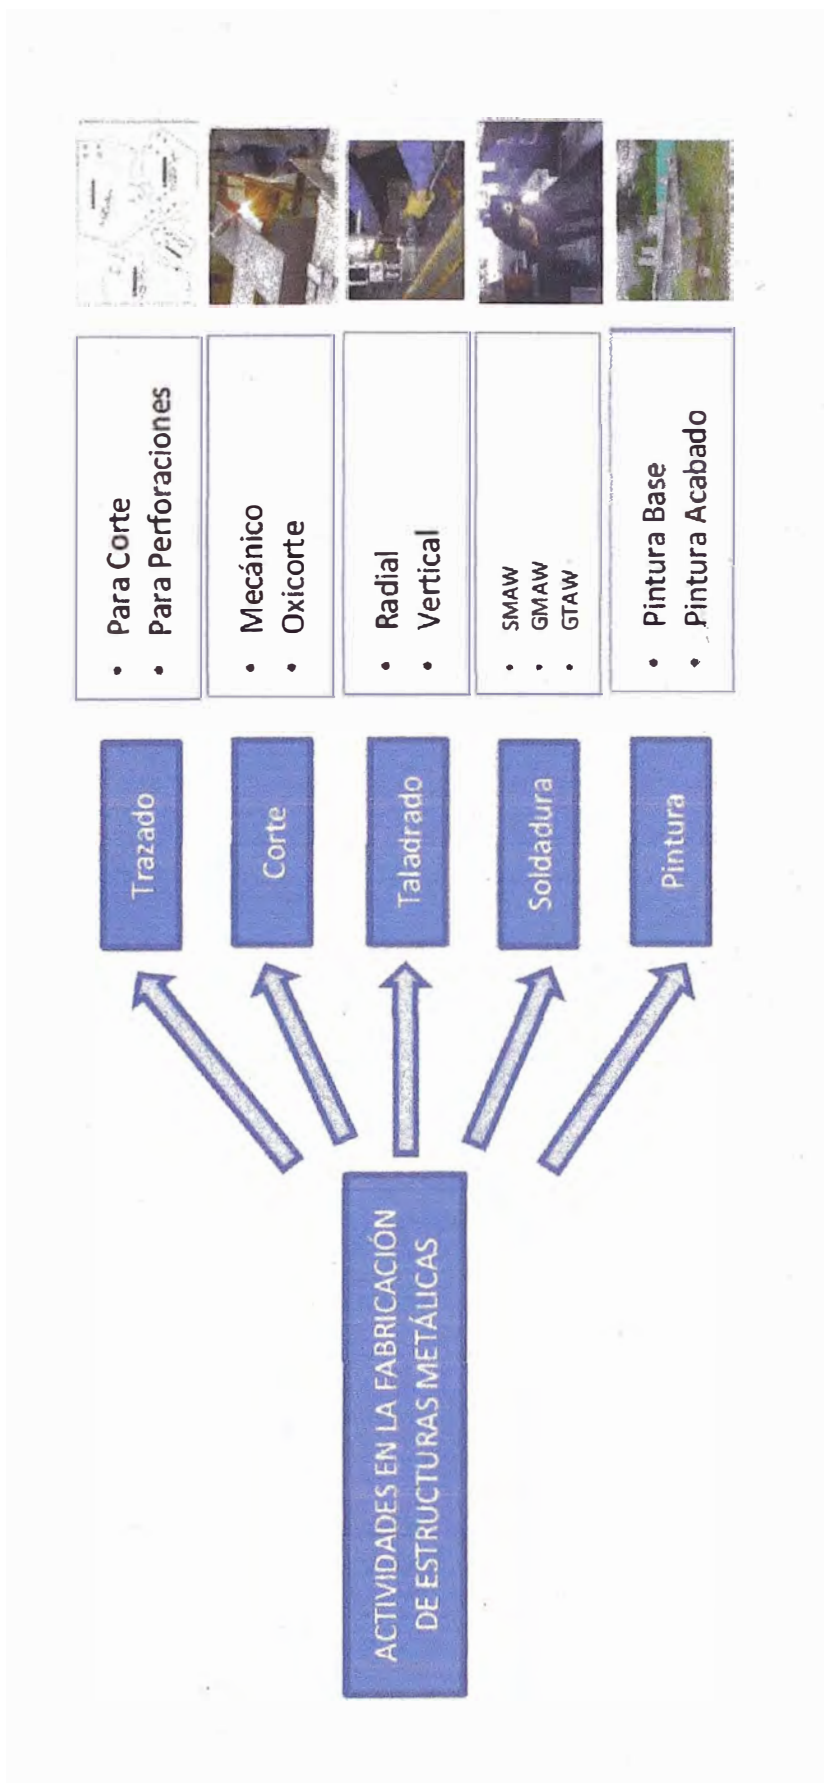 ACTIVIDADES EN LA FABRICACIÓN
DE ESTRUCTURAS METÁLICAS
Trazado
• Para Corte
• Para Perforaciones
Corte
• Mecánico
• Oxicorte
Taladrado
• Radial
• Vertical
Soldadura
• SMAW
• GMAW
• GTAW
Pintura
• Pintura Base
• Pintura Acabado